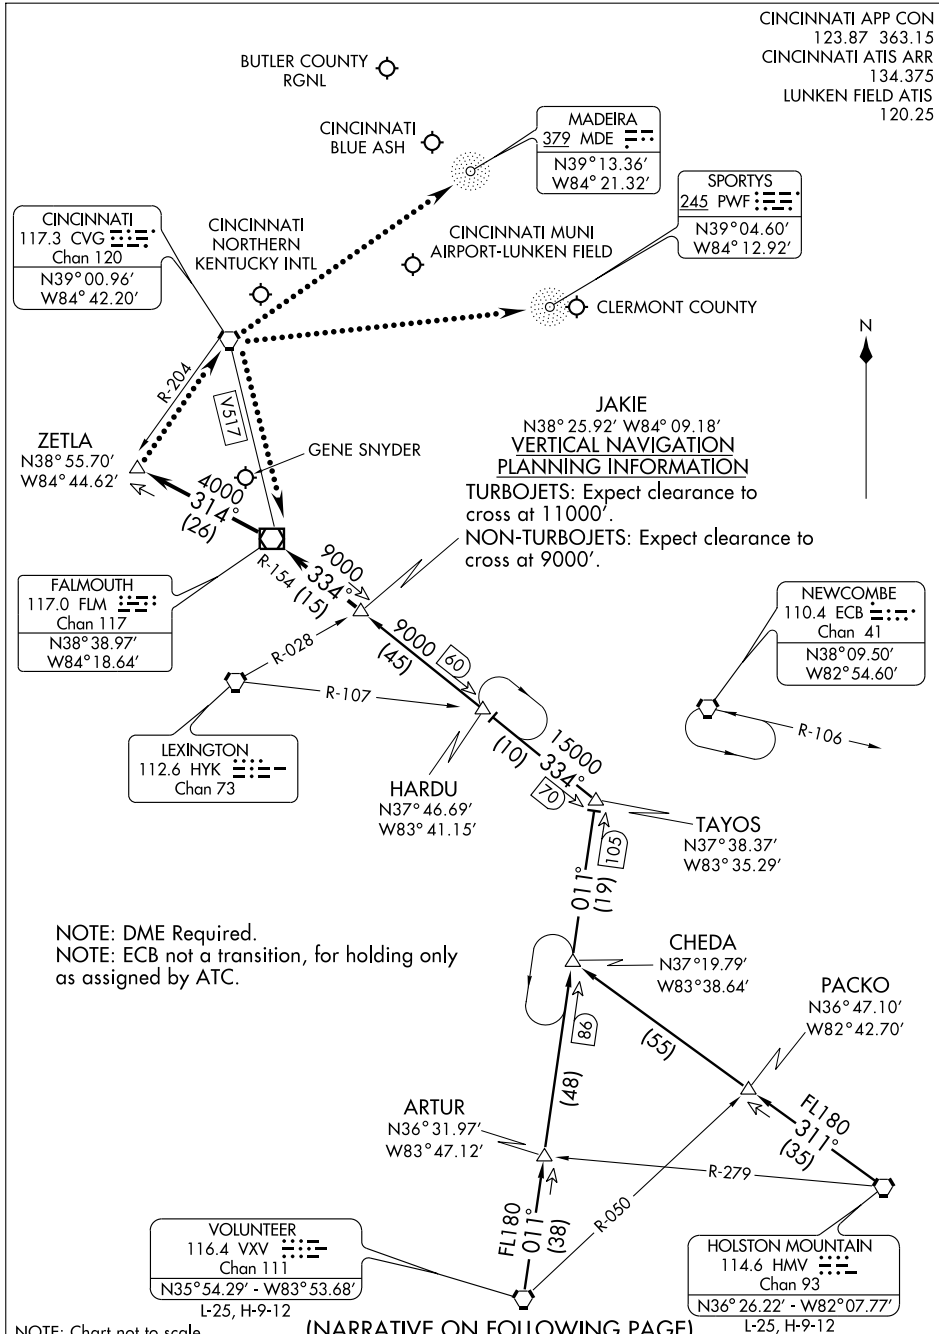 CINCINNATI APP CON
123.87 363.15
CINCINNATI ATIS ARR
134.375
LUNKEN FIELD ATIS
120.25
BUTLER COUNTY
RGNL
CINCINNATI
BLUE ASH
MADEIRA
379 MDE
N39°13.36'
W84°21.32'
SPORTYS
245 PWF
N39°04.60'
W84°12.92'
CINCINNATI
117.3 CVG
Chan 120
N39°00.96'
W84°42.20'
CINCINNATI
NORTHERN
KENTUCKY INTL
CINCINNATI MUNI
AIRPORT-LUNKEN FIELD
CLERMONT COUNTY
N
R-204
V517
ZETLA
N38°55.70'
W84°44.62'
GENE SNYDER
4000
314°
(26)
JAKIE
N38°25.92' W84°09.18'
VERTICAL NAVIGATION
PLANNING INFORMATION
TURBOJETS: Expect clearance to
cross at 11000'.
NON-TURBOJETS: Expect clearance to
cross at 9000'.
FALMOUTH
117.0 FLM
Chan 117
N38°38.97'
W84°18.64'
R-154
9000
334°
(15)
R-028
R-107
9000
(45)
60
LEXINGTON
112.6 HYK
Chan 73
NEWCOMBE
110.4 ECB
Chan 41
N38°09.50'
W82°54.60'
R-106
HARDU
N37°46.69'
W83°41.15'
15000
334°
(10)
70
TAYOS
N37°38.37'
W83°35.29'
105
011°
(19)
NOTE: DME Required.
NOTE: ECB not a transition, for holding only
as assigned by ATC.
CHEDA
N37°19.79'
W83°38.64'
PACKO
N36°47.10'
W82°42.70'
86
(48)
(55)
ARTUR
N36°31.97'
W83°47.12'
FL180
311°
(35)
R-279
R-050
FL180
011°
(38)
VOLUNTEER
116.4 VXV
Chan 111
N35°54.29' - W83°53.68'
L-25, H-9-12
HOLSTON MOUNTAIN
114.6 HMV
Chan 93
N36°26.22' - W82°07.77'
L-25, H-9-12
NOTE: Chart not to scale
(NARRATIVE ON FOLLOWING PAGE)